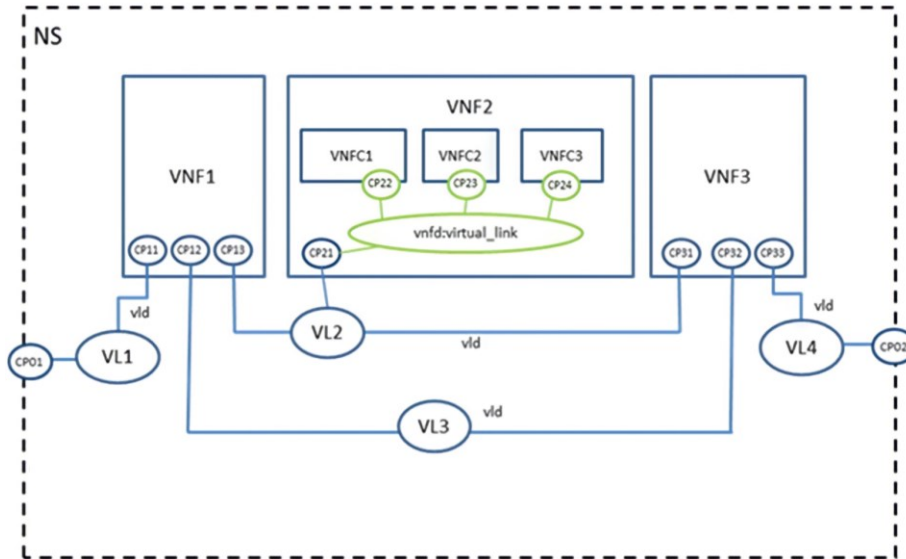 NS
VNF1
VNF2
VNFC1
VNFC2
VNFC3
CP22
CP23
CP24
vnfd:virtual_link
VNF3
CP11
CP12
CP13
CP21
CP31
CP32
CP33
vld
vld
vld
CP01
VL1
VL2
VL4
CP02
VL3
vld